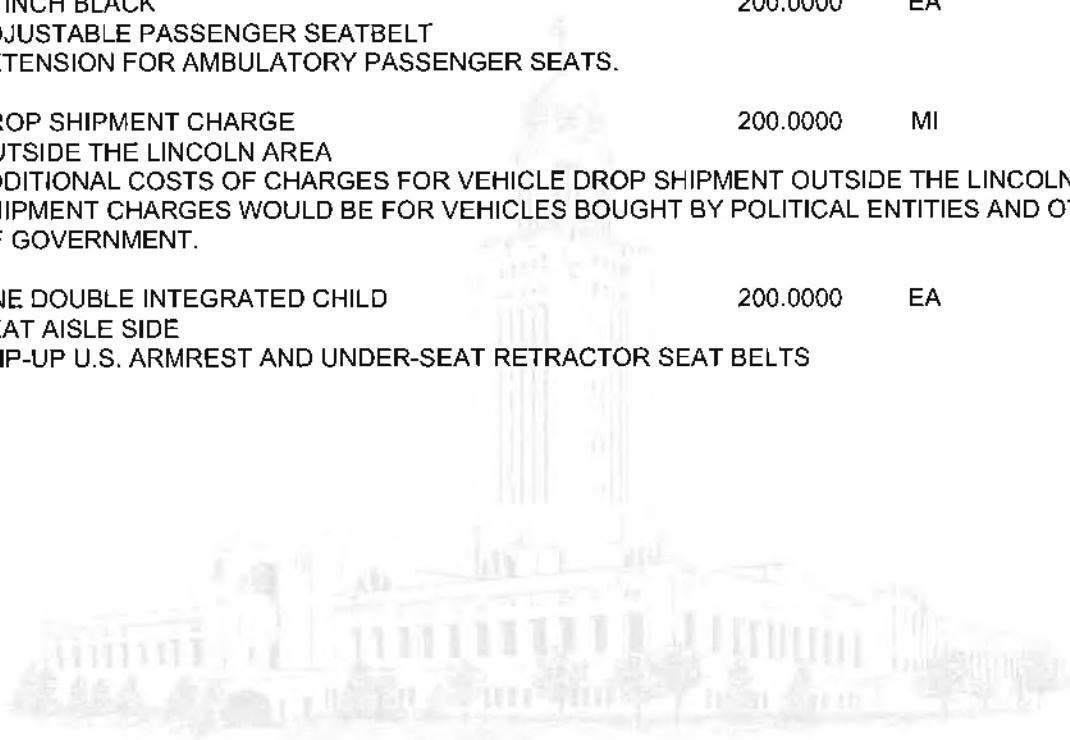 INCH BLACK 200.0000 EA
DJUSTABLE PASSENGER SEATBELT
XTENSION FOR AMBULATORY PASSENGER SEATS.
ROP SHIPMENT CHARGE 200.0000 MI
UTSIDE THE LINCOLN AREA
DDITIONAL COSTS OF CHARGES FOR VEHICLE DROP SHIPMENT OUTSIDE THE LINCOLN
HIPMENT CHARGES WOULD BE FOR VEHICLES BOUGHT BY POLITICAL ENTITIES AND OT
F GOVERNMENT.
NE DOUBLE INTEGRATED CHILD 200.0000 EA
EAT AISLE SIDE
IP-UP U.S. ARMREST AND UNDER-SEAT RETRACTOR SEAT BELTS